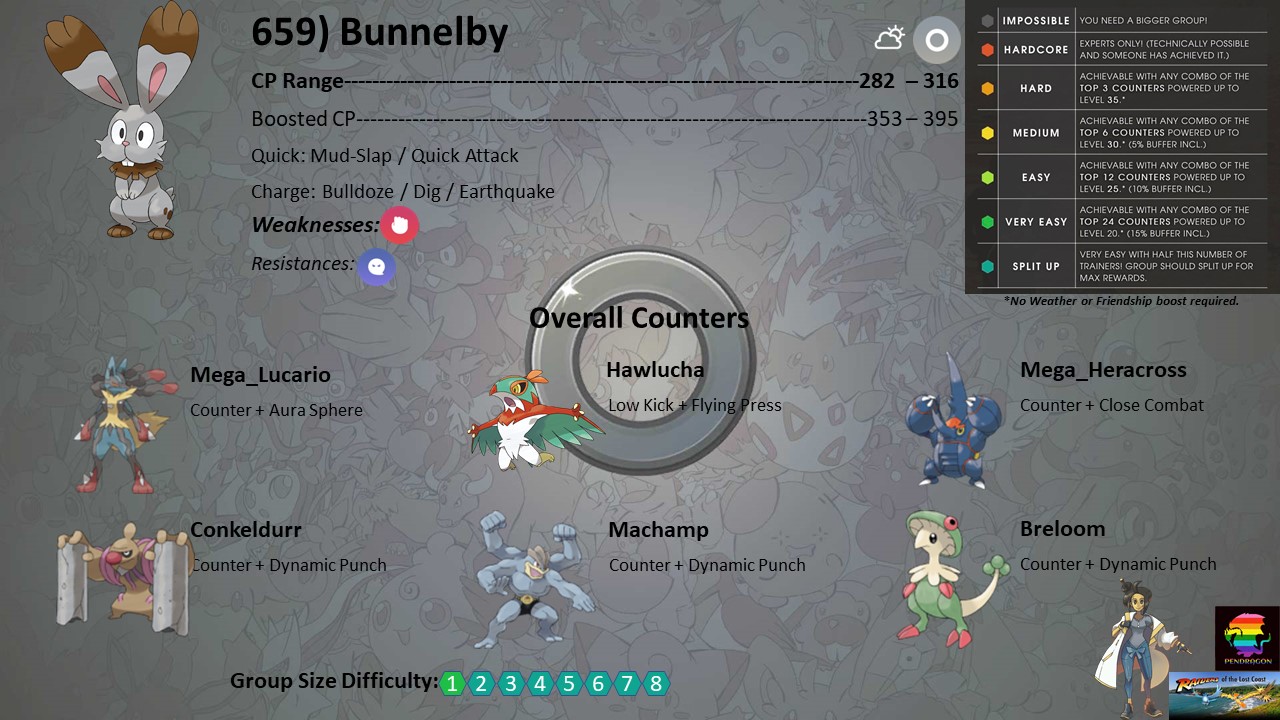 659) Bunnelby
CP Range------------------------------------------------------------------------------------282 – 316
Boosted CP-----------------------------------------------------------------------------------353 – 395
Quick: Mud-Slap / Quick Attack
Charge: Bulldoze / Dig / Earthquake
Weaknesses:
Resistances:
IMPOSSIBLE YOU NEED A BIGGER GROUP!
HARDCORE EXPERTS ONLY! (TECHNICALLY POSSIBLE
AND SOMEONE HAS ACHIEVED IT.)
HARD ACHIEVABLE WITH ANY COMBO OF THE
TOP 3 COUNTERS POWERED UP TO
LEVEL 35.*
MEDIUM ACHIEVABLE WITH ANY COMBO OF THE
TOP 6 COUNTERS POWERED UP TO
LEVEL 30.* (5% BUFFER INCL.)
EASY ACHIEVABLE WITH ANY COMBO OF THE
TOP 12 COUNTERS POWERED UP TO
LEVEL 25.* (10% BUFFER INCL.)
VERY EASY ACHIEVABLE WITH ANY COMBO OF THE
TOP 24 COUNTERS POWERED UP TO
LEVEL 20.* (15% BUFFER INCL.)
SPLIT UP VERY EASY WITH HALF THIS NUMBER OF
TRAINERS! GROUP SHOULD SPLIT UP FOR
MAX REWARDS.
*No Weather or Friendship boost required.
Overall Counters
Mega_Lucario
Counter + Aura Sphere
Hawlucha
Low Kick + Flying Press
Mega_Heracross
Counter + Close Combat
Conkeldurr
Counter + Dynamic Punch
Machamp
Counter + Dynamic Punch
Breloom
Counter + Dynamic Punch
Group Size Difficulty: 1 2 3 4 5 6 7 8
PENDROGON
RAIDERS of the Lost Coast